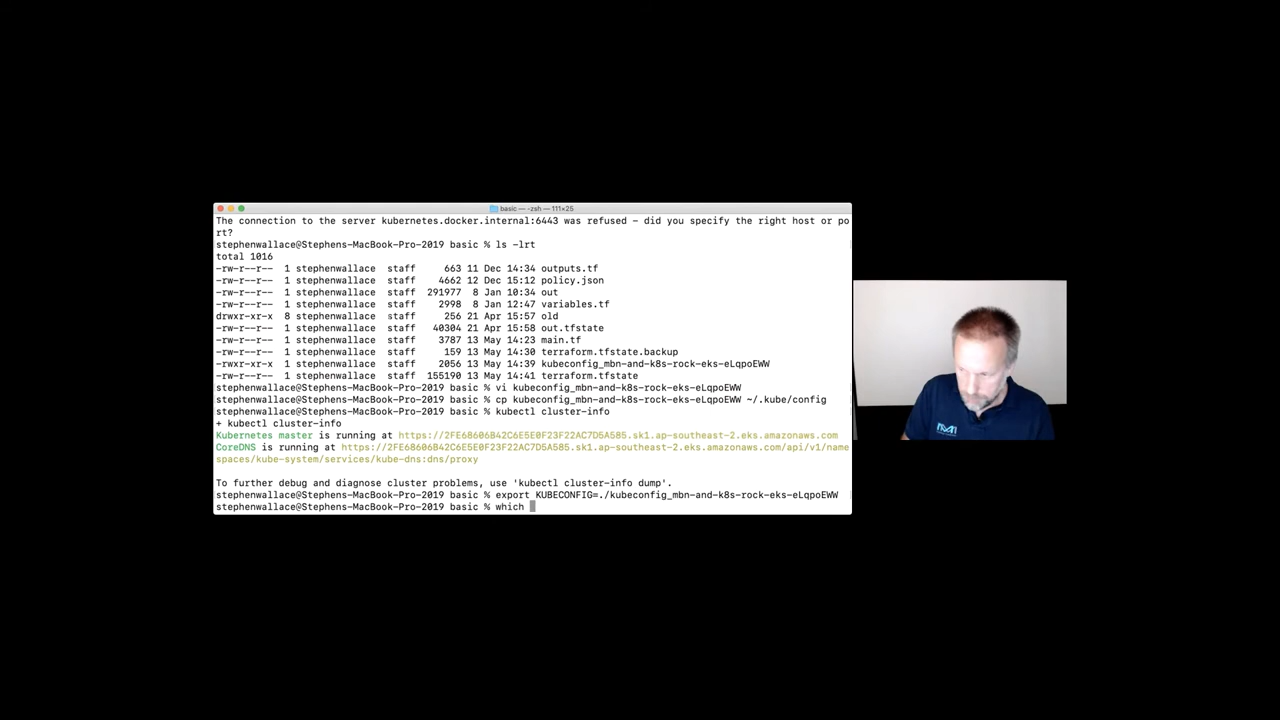 basic — -zsh — 111×25
The connection to the server kubernetes.docker.internal:6443 was refused - did you specify the right host or po
rt?
stephenwallace@Stephens-MacBook-Pro-2019 basic % ls -lrt
total 1016
-rw-r--r-- 1 stephenwallace staff 663 11 Dec 14:34 outputs.tf
-rw-r--r-- 1 stephenwallace staff 4662 12 Dec 15:12 policy.json
-rw-r--r-- 1 stephenwallace staff 291977 8 Jan 10:34 out
-rw-r--r-- 1 stephenwallace staff 2998 8 Jan 12:47 variables.tf
drwxr-xr-x 8 stephenwallace staff 256 21 Apr 15:57 old
-rw-r--r-- 1 stephenwallace staff 40304 21 Apr 15:58 out.tfstate
-rw-r--r-- 1 stephenwallace staff 3787 13 May 14:23 main.tf
-rw-r--r-- 1 stephenwallace staff 159 13 May 14:30 terraform.tfstate.backup
-rwxr-xr-x 1 stephenwallace staff 2056 13 May 14:39 kubeconfig_mbn-and-k8s-rock-eks-eLqpoEWW
-rw-r--r-- 1 stephenwallace staff 155190 13 May 14:41 terraform.tfstate
stephenwallace@Stephens-MacBook-Pro-2019 basic % vi kubeconfig_mbn-and-k8s-rock-eks-eLqpoEWW
stephenwallace@Stephens-MacBook-Pro-2019 basic % cp kubeconfig_mbn-and-k8s-rock-eks-eLqpoEWW ~/.kube/config
stephenwallace@Stephens-MacBook-Pro-2019 basic % kubectl cluster-info
+ kubectl cluster-info
Kubernetes master is running at https://2FE68606B42C6E5E0F23F22AC7D5A585.sk1.ap-southeast-2.eks.amazonaws.com
CoreDNS is running at https://2FE68606B42C6E5E0F23F22AC7D5A585.sk1.ap-southeast-2.eks.amazonaws.com/api/v1/name
spaces/kube-system/services/kube-dns:dns/proxy
To further debug and diagnose cluster problems, use 'kubectl cluster-info dump'.
stephenwallace@Stephens-MacBook-Pro-2019 basic % export KUBECONFIG=./kubeconfig_mbn-and-k8s-rock-eks-eLqpoEWW
stephenwallace@Stephens-MacBook-Pro-2019 basic % which